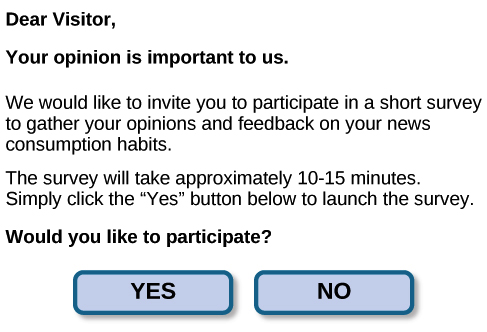 Dear Visitor,
Your opinion is important to us.
We would like to invite you to participate in a short survey
to gather your opinions and feedback on your news
consumption habits.
The survey will take approximately 10-15 minutes.
Simply click the “Yes” button below to launch the survey.
Would you like to participate?
YES NO